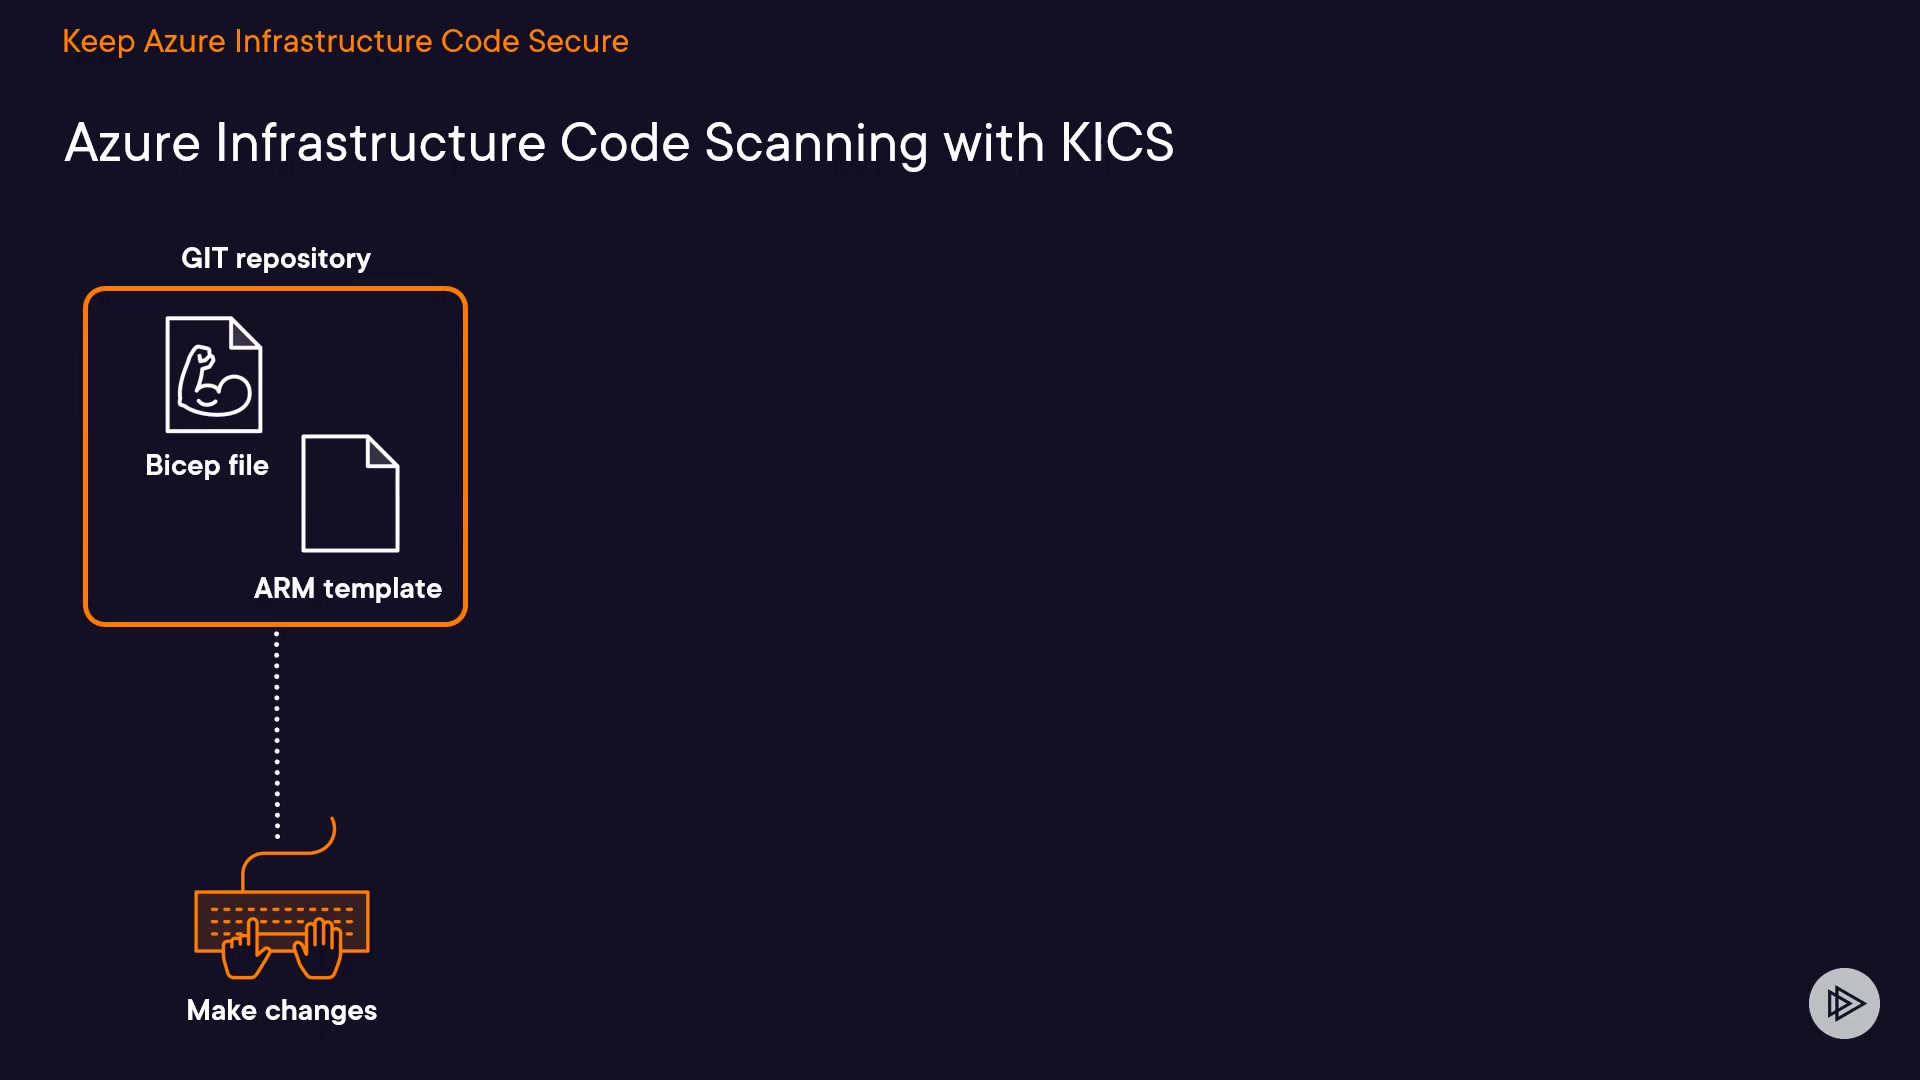 Keep Azure Infrastructure Code Secure
Azure Infrastructure Code Scanning with KICS
GIT repository
Bicep file
ARM template
Make changes